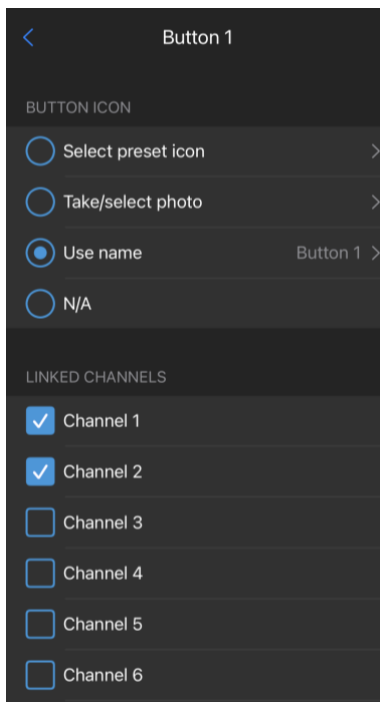 Button 1
BUTTON ICON
Select preset icon
Take/select photo
Use name Button 1
N/A
LINKED CHANNELS
Channel 1
Channel 2
Channel 3
Channel 4
Channel 5
Channel 6